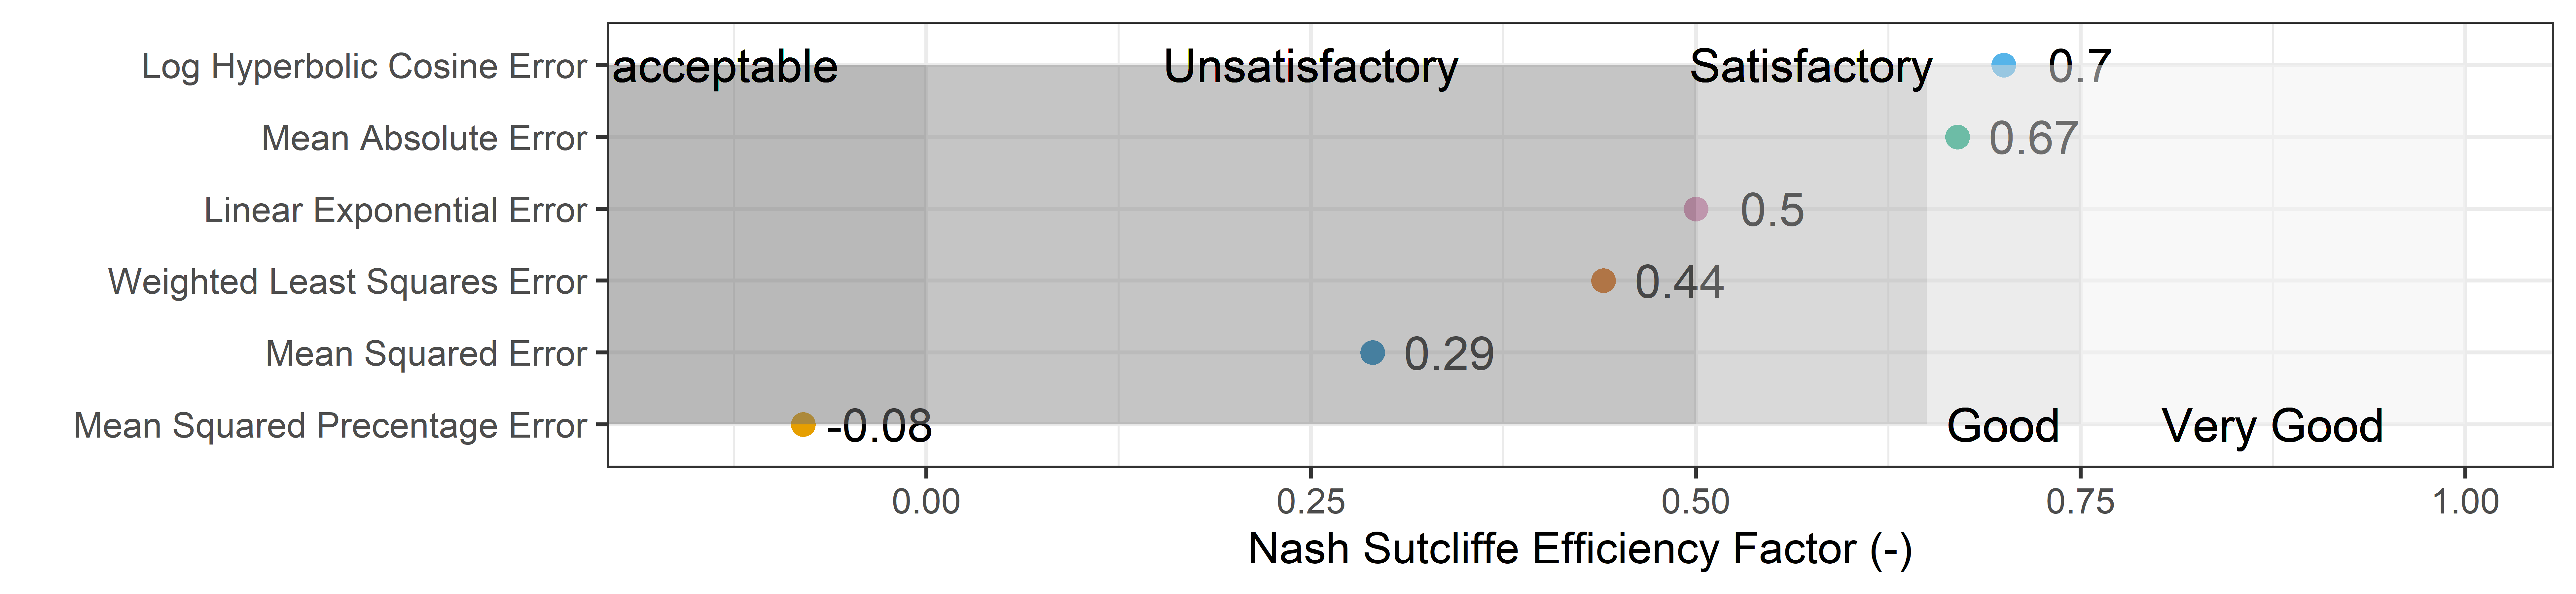 acceptable Unsatisfactory Satisfactory
Log Hyperbolic Cosine Error 0.7
Mean Absolute Error 0.67
Linear Exponential Error 0.5
Weighted Least Squares Error 0.44
Mean Squared Error 0.29
Mean Squared Precentage Error -0.08
Good Very Good
0.00 0.25 0.50 0.75 1.00
Nash Sutcliffe Efficiency Factor (-)